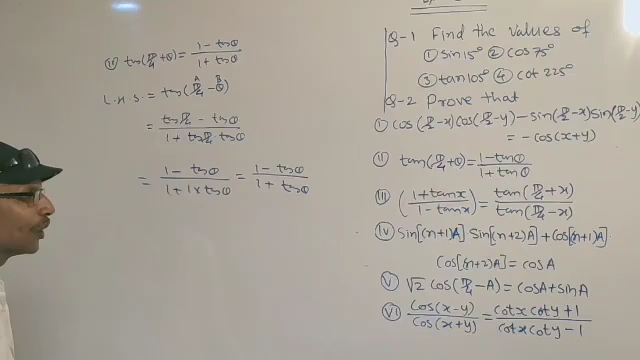 ii) tan(π/4+θ) = (1 - tanθ)/(1 + tanθ)
L.H.S. = tan(π/4 - θ)
A B
= (tanπ/4 - tanθ)/(1 + tanπ/4 · tanθ)
= (1 - tanθ)/(1 + 1×tanθ) = (1 - tanθ)/(1 + tanθ)
Q-1 Find the values of
① sin15° ② cos75°
③ tan105° ④ cot225°
Q-2 Prove that
i cos(π/2-x)cos(π/2-y) - sin(π/2-x)sin(π/2-y)
= -cos(x+y)
ii tan(π/4+θ) = (1-tanθ)/(1+tanθ)
iii ((1+tanx)/(1-tanx)) = tan(π/4+x)/tan(π/4-x)
iv sin[(n+1)A] sin[(n+2)A] + cos[(n+1)A]
cos[(n+2)A] = cosA
v √2 cos(π/4-A) = cosA+sinA
vi cos(x-y)/cos(x+y) = (cotx coty+1)/(cotx coty-1)